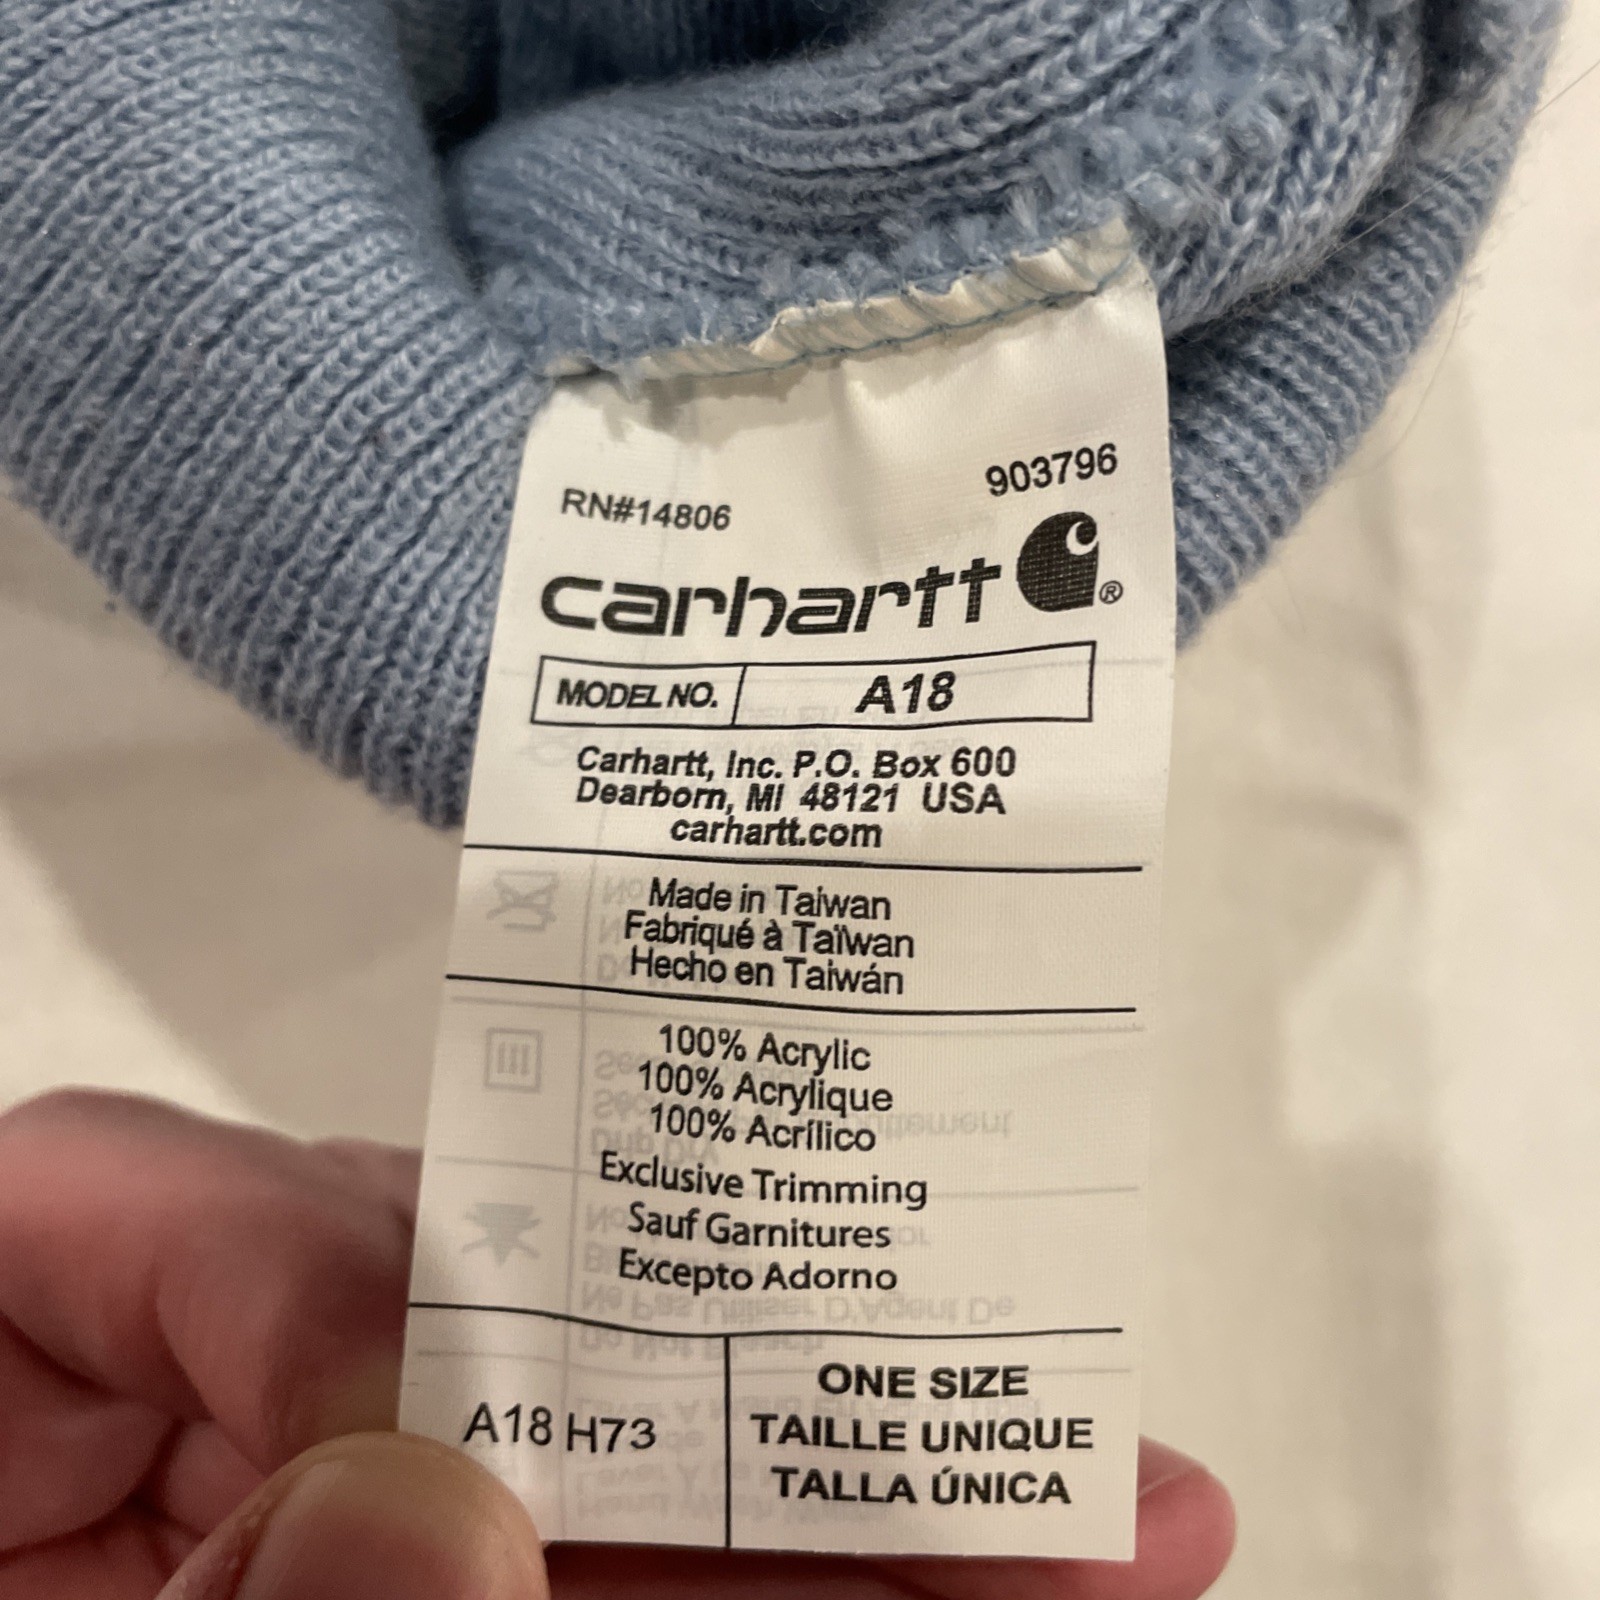 903796
RN#14806
carhartt ®
MODEL NO. A18
Carhartt, Inc. P.O. Box 600
Dearborn, MI 48121 USA
carhartt.com
Made in Taiwan
Fabriqué à Taïwan
Hecho en Taiwán
100% Acrylic
100% Acrylique
100% Acrílico
Exclusive Trimming
Sauf Garnitures
Excepto Adorno
A18 H73
ONE SIZE
TAILLE UNIQUE
TALLA ÚNICA